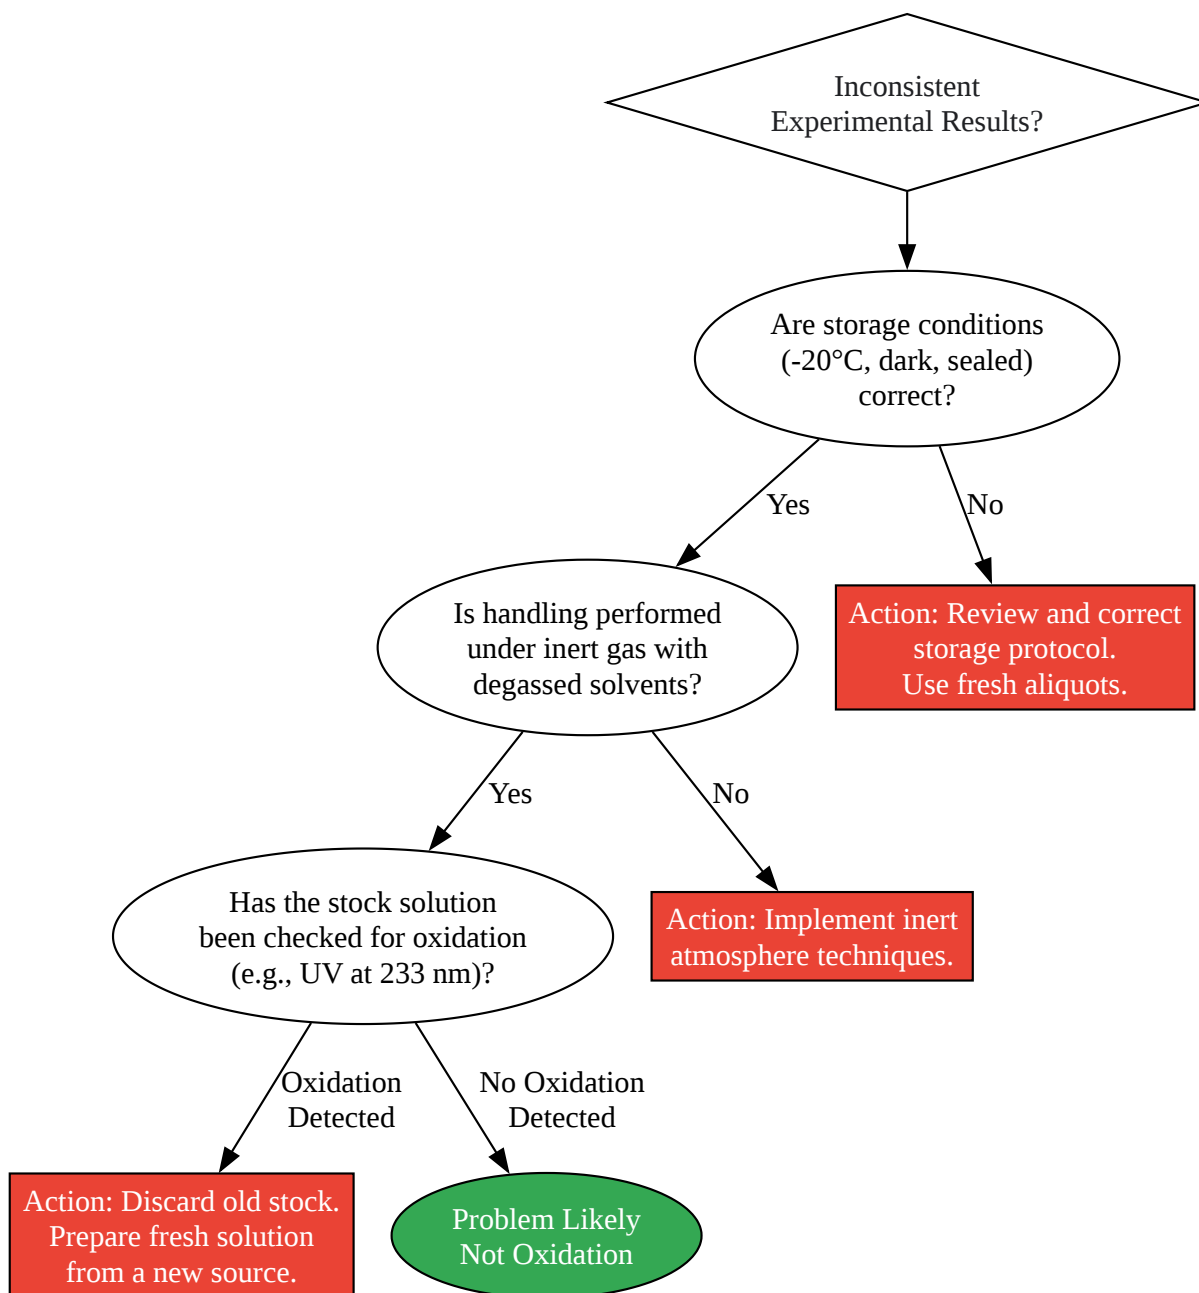 Inconsistent
Experimental Results?
Are storage conditions
(-20°C, dark, sealed)
correct?
Yes
No
Is handling performed
under inert gas with
degassed solvents?
Action: Review and correct
storage protocol.
Use fresh aliquots.
Yes
No
Has the stock solution
been checked for oxidation
(e.g., UV at 233 nm)?
Action: Implement inert
atmosphere techniques.
Oxidation
Detected
No Oxidation
Detected
Action: Discard old stock.
Prepare fresh solution
from a new source.
Problem Likely
Not Oxidation